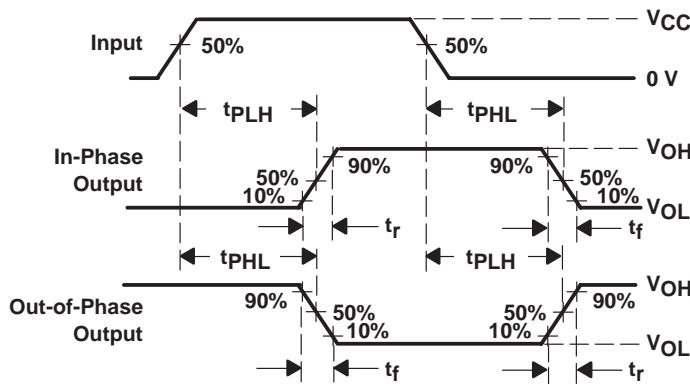 VCC
Input
50%
50%
0 V
tPLH
tPHL
In-Phase
Output
VOH
90%
90%
50%
50%
10%
10%
VOL
tr
tf
tPHL
tPLH
Out-of-Phase
Output
VOH
90%
90%
50%
50%
10%
10%
VOL
tf
tr